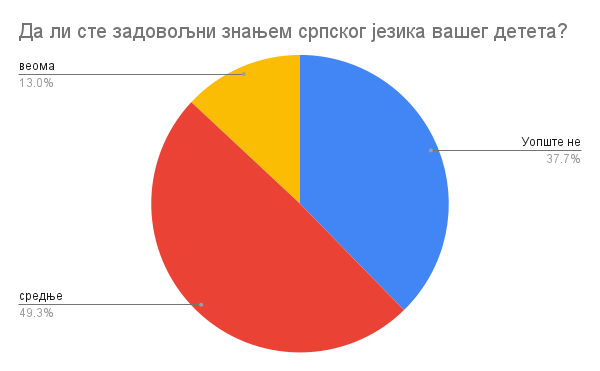 Да ли сте задовољни знањем српског језика вашег детета?
веома
13.0%
Уопште не
37.7%
средње
49.3%